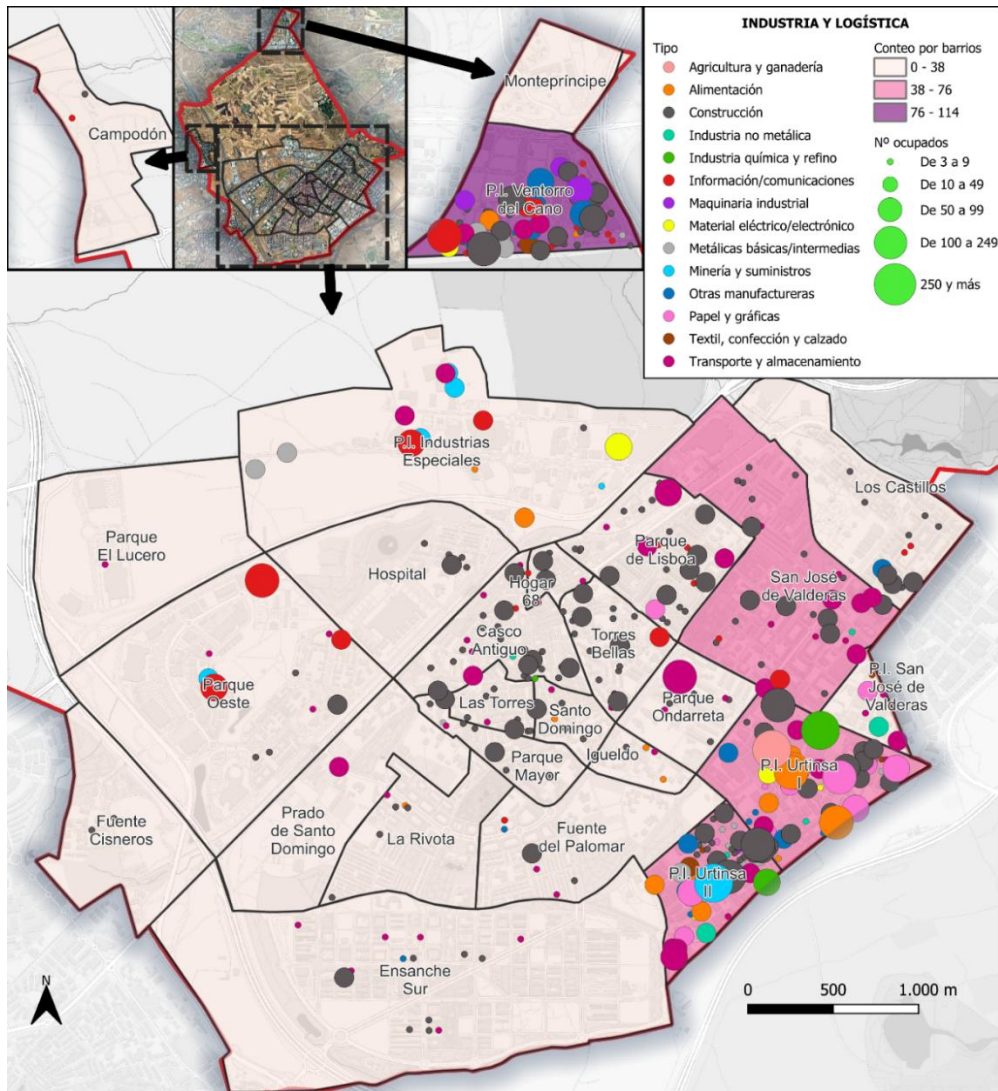 Campodón
Montepríncipe
P.I. Ventorro
del Cano
INDUSTRIA Y LOGÍSTICA
Tipo
Agricultura y ganadería
Alimentación
Construcción
Industria no metálica
Industria química y refino
Información/comunicaciones
Maquinaria industrial
Material eléctrico/electrónico
Metálicas básicas/intermedias
Minería y suministros
Otras manufactureras
Papel y gráficas
Textil, confección y calzado
Transporte y almacenamiento
Conteo por barrios
0 - 38
38 - 76
76 - 114
Nº ocupados
De 3 a 9
De 10 a 49
De 50 a 99
De 100 a 249
250 y más
P.I. Industrias
Especiales
Los Castillos
Parque
El Lucero
Hospital
Parque
de Lisboa
Hogar
68
San José
de Valderas
Casco
Antiguo
Torres
Bellas
Parque
Oeste
Las Torres
Santo
Domingo
Parque
Ondarreta
P.I. San
José de
Valderas
Parque
Mayor
Igueldo
P.I. Urtinsa
I
Fuente
Cisneros
Prado
de Santo
Domingo
La Rivota
Fuente
del Palomar
P.I. Urtinsa
II
Ensanche
Sur
N
0 500 1.000 m